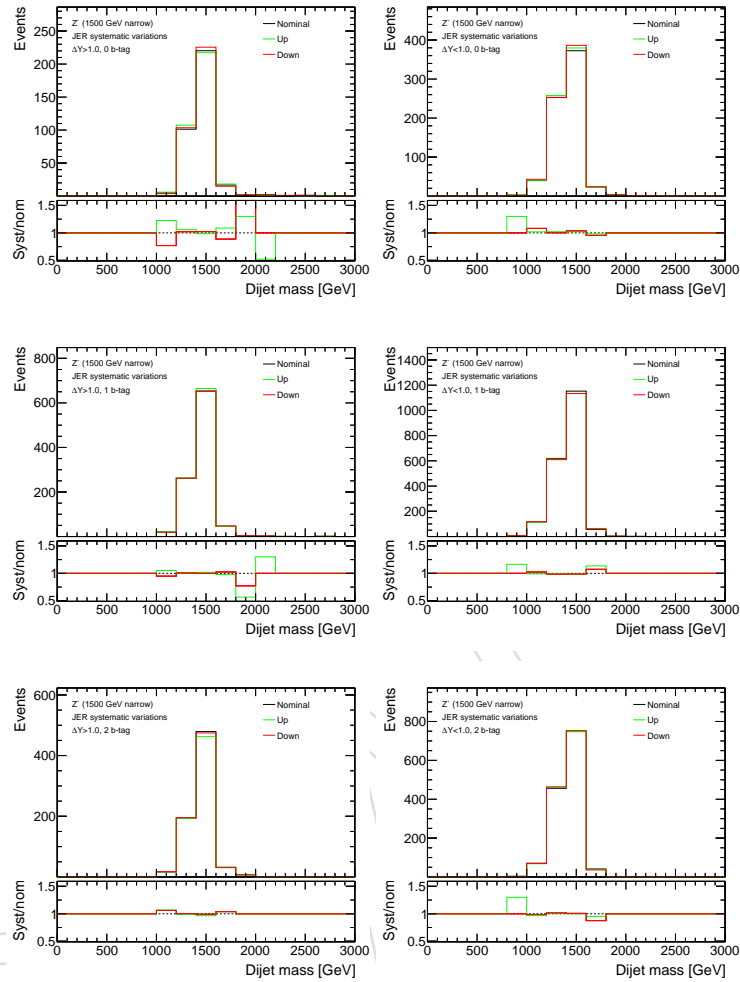 Events
250
200
150
100
50
Z´ (1500 GeV narrow)
JER systematic variations
ΔY>1.0, 0 b-tag
Nominal
Up
Down
Syst/nom
1.5
1
0.5
0 500 1000 1500 2000 2500 3000
Dijet mass [GeV]
Events
400
300
200
100
Z´ (1500 GeV narrow)
JER systematic variations
ΔY<1.0, 0 b-tag
Nominal
Up
Down
Syst/nom
1.5
1
0.5
0 500 1000 1500 2000 2500 3000
Dijet mass [GeV]
Events
800
600
400
200
Z´ (1500 GeV narrow)
JER systematic variations
ΔY>1.0, 1 b-tag
Nominal
Up
Down
Syst/nom
1.5
1
0.5
0 500 1000 1500 2000 2500 3000
Dijet mass [GeV]
Events
1400
1200
1000
800
600
400
200
Z´ (1500 GeV narrow)
JER systematic variations
ΔY<1.0, 1 b-tag
Nominal
Up
Down
Syst/nom
1.5
1
0.5
0 500 1000 1500 2000 2500 3000
Dijet mass [GeV]
Events
600
400
200
Z´ (1500 GeV narrow)
JER systematic variations
ΔY>1.0, 2 b-tag
Nominal
Up
Down
Syst/nom
1.5
1
0.5
0 500 1000 1500 2000 2500 3000
Dijet mass [GeV]
Events
800
600
400
200
Z´ (1500 GeV narrow)
JER systematic variations
ΔY<1.0, 2 b-tag
Nominal
Up
Down
Syst/nom
1.5
1
0.5
0 500 1000 1500 2000 2500 3000
Dijet mass [GeV]